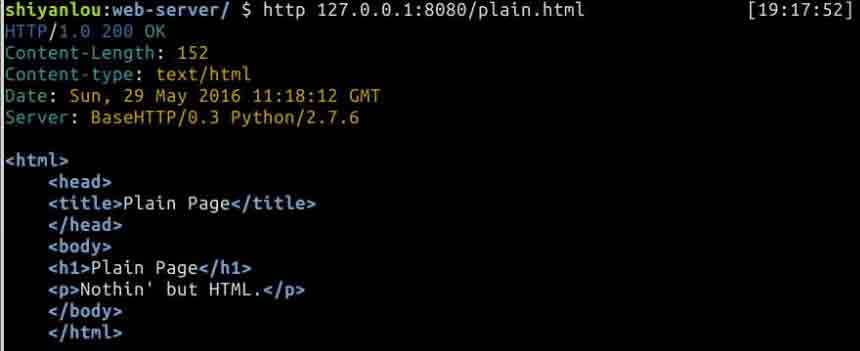 shiyanlou:web-server/ $ http 127.0.0.1:8080/plain.html [19:17:52]
HTTP/1.0 200 OK
Content-Length: 152
Content-type: text/html
Date: Sun, 29 May 2016 11:18:12 GMT
Server: BaseHTTP/0.3 Python/2.7.6

<html>
    <head>
    <title>Plain Page</title>
    </head>
    <body>
    <h1>Plain Page</h1>
    <p>Nothin' but HTML.</p>
    </body>
    </html>